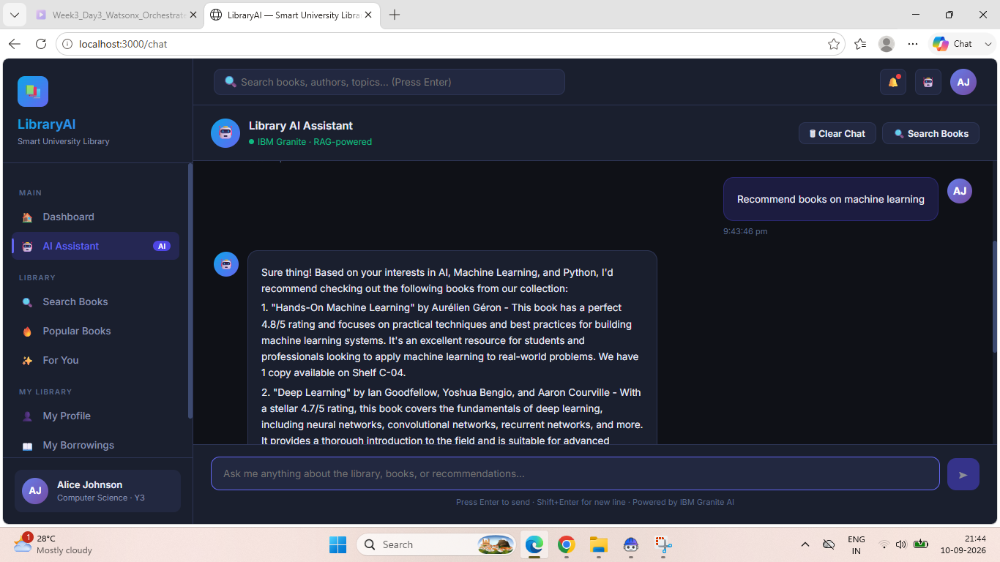 Week3_Day3_Watsonx_Orchestrate
LibraryAI — Smart University Libra
localhost:3000/chat
Chat
LibraryAI
Smart University Library
Search books, authors, topics... (Press Enter)
AJ
Library AI Assistant
IBM Granite · RAG-powered
Clear Chat
Search Books
MAIN
Dashboard
AI Assistant
AI
LIBRARY
Search Books
Popular Books
For You
MY LIBRARY
My Profile
My Borrowings
AJ
Alice Johnson
Computer Science · Y3
Recommend books on machine learning
AJ
9:43:46 pm
Sure thing! Based on your interests in AI, Machine Learning, and Python, I'd
recommend checking out the following books from our collection:
1. "Hands-On Machine Learning" by Aurélien Géron - This book has a perfect
4.8/5 rating and focuses on practical techniques and best practices for building
machine learning systems. It's an excellent resource for students and
professionals looking to apply machine learning to real-world problems. We have
1 copy available on Shelf C-04.
2. "Deep Learning" by Ian Goodfellow, Yoshua Bengio, and Aaron Courville - With
a stellar 4.7/5 rating, this book covers the fundamentals of deep learning,
including neural networks, convolutional networks, recurrent networks, and more.
It provides a thorough introduction to the field and is suitable for advanced
Ask me anything about the library, books, or recommendations...
Press Enter to send · Shift+Enter for new line · Powered by IBM Granite AI
1
28°C
Mostly cloudy
Search
ENG
IN
21:44
10-09-2026